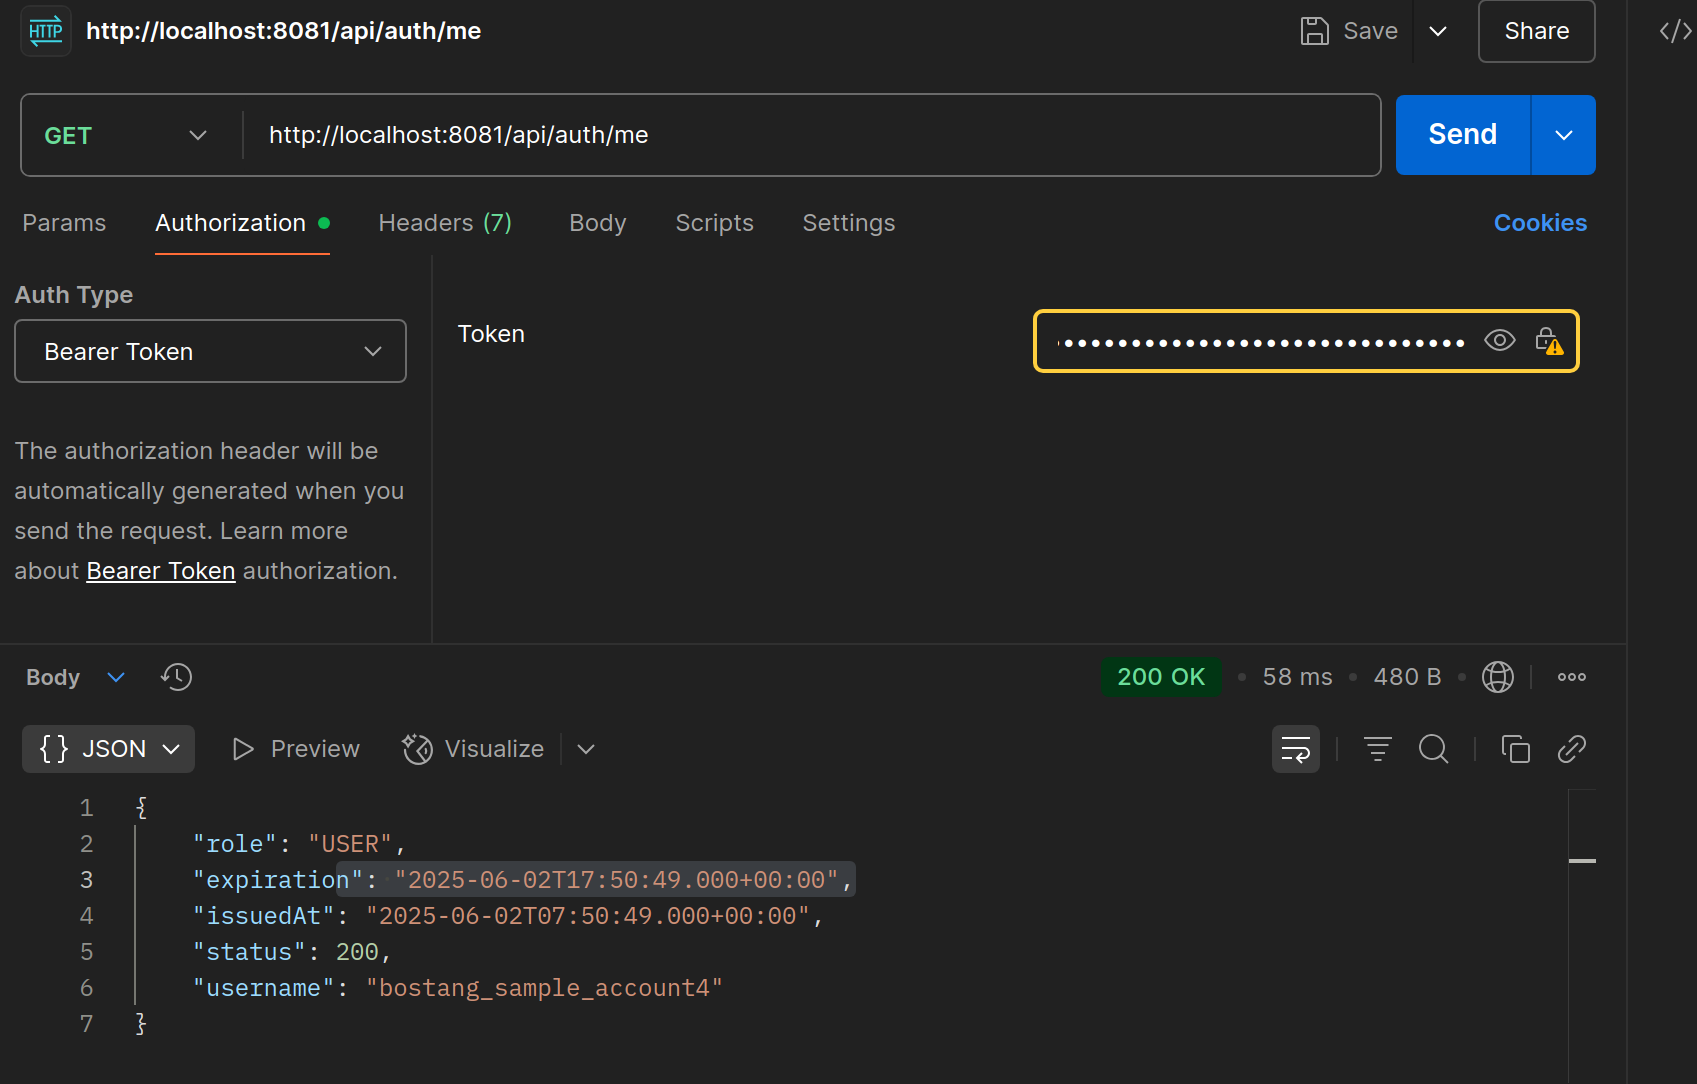 HTTP http://localhost:8081/api/auth/me Save Share </>
GET http://localhost:8081/api/auth/me Send
Params Authorization Headers (7) Body Scripts Settings Cookies
Auth Type
Bearer Token
Token
The authorization header will be
automatically generated when you
send the request. Learn more
about Bearer Token authorization.
Body 200 OK • 58 ms • 480 B •
{} JSON Preview Visualize
1 {
2 "role": "USER",
3 "expiration": "2025-06-02T17:50:49.000+00:00",
4 "issuedAt": "2025-06-02T07:50:49.000+00:00",
5 "status": 200,
6 "username": "bostang_sample_account4"
7 }